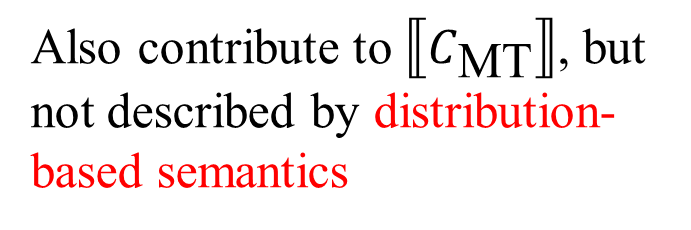 Also contribute to ⟦C_MT⟧, but
not described by distribution-
based semantics